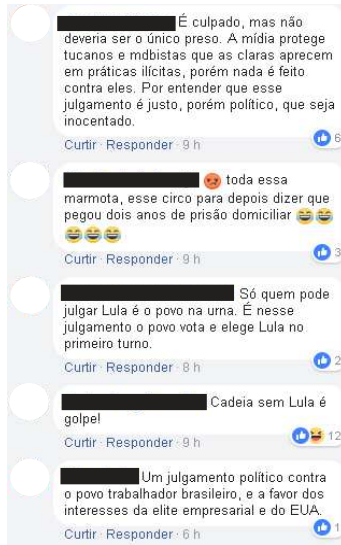 É culpado, mas não
deveria ser o único preso. A mídia protege
tucanos e mdbistas que as claras aprecem
em práticas ilícitas, porém nada é feito
contra eles. Por entender que esse
julgamento é justo, porém político, que seja
inocentado.
Curtir · Responder · 9 h
6
😡 toda essa
marmota, esse circo para depois dizer que
pegou dois anos de prisão domiciliar 😂😂
😂😂😂
Curtir · Responder · 9 h
3
Só quem pode
julgar Lula é o povo na urna. É nesse
julgamento o povo vota e elege Lula no
primeiro turno.
Curtir · Responder · 8 h
2
Cadeia sem Lula é
golpe!
Curtir · Responder · 9 h
12
Um julgamento político contra
o povo trabalhador brasileiro, e a favor dos
interesses da elite empresarial e do EUA.
Curtir · Responder · 6 h
1